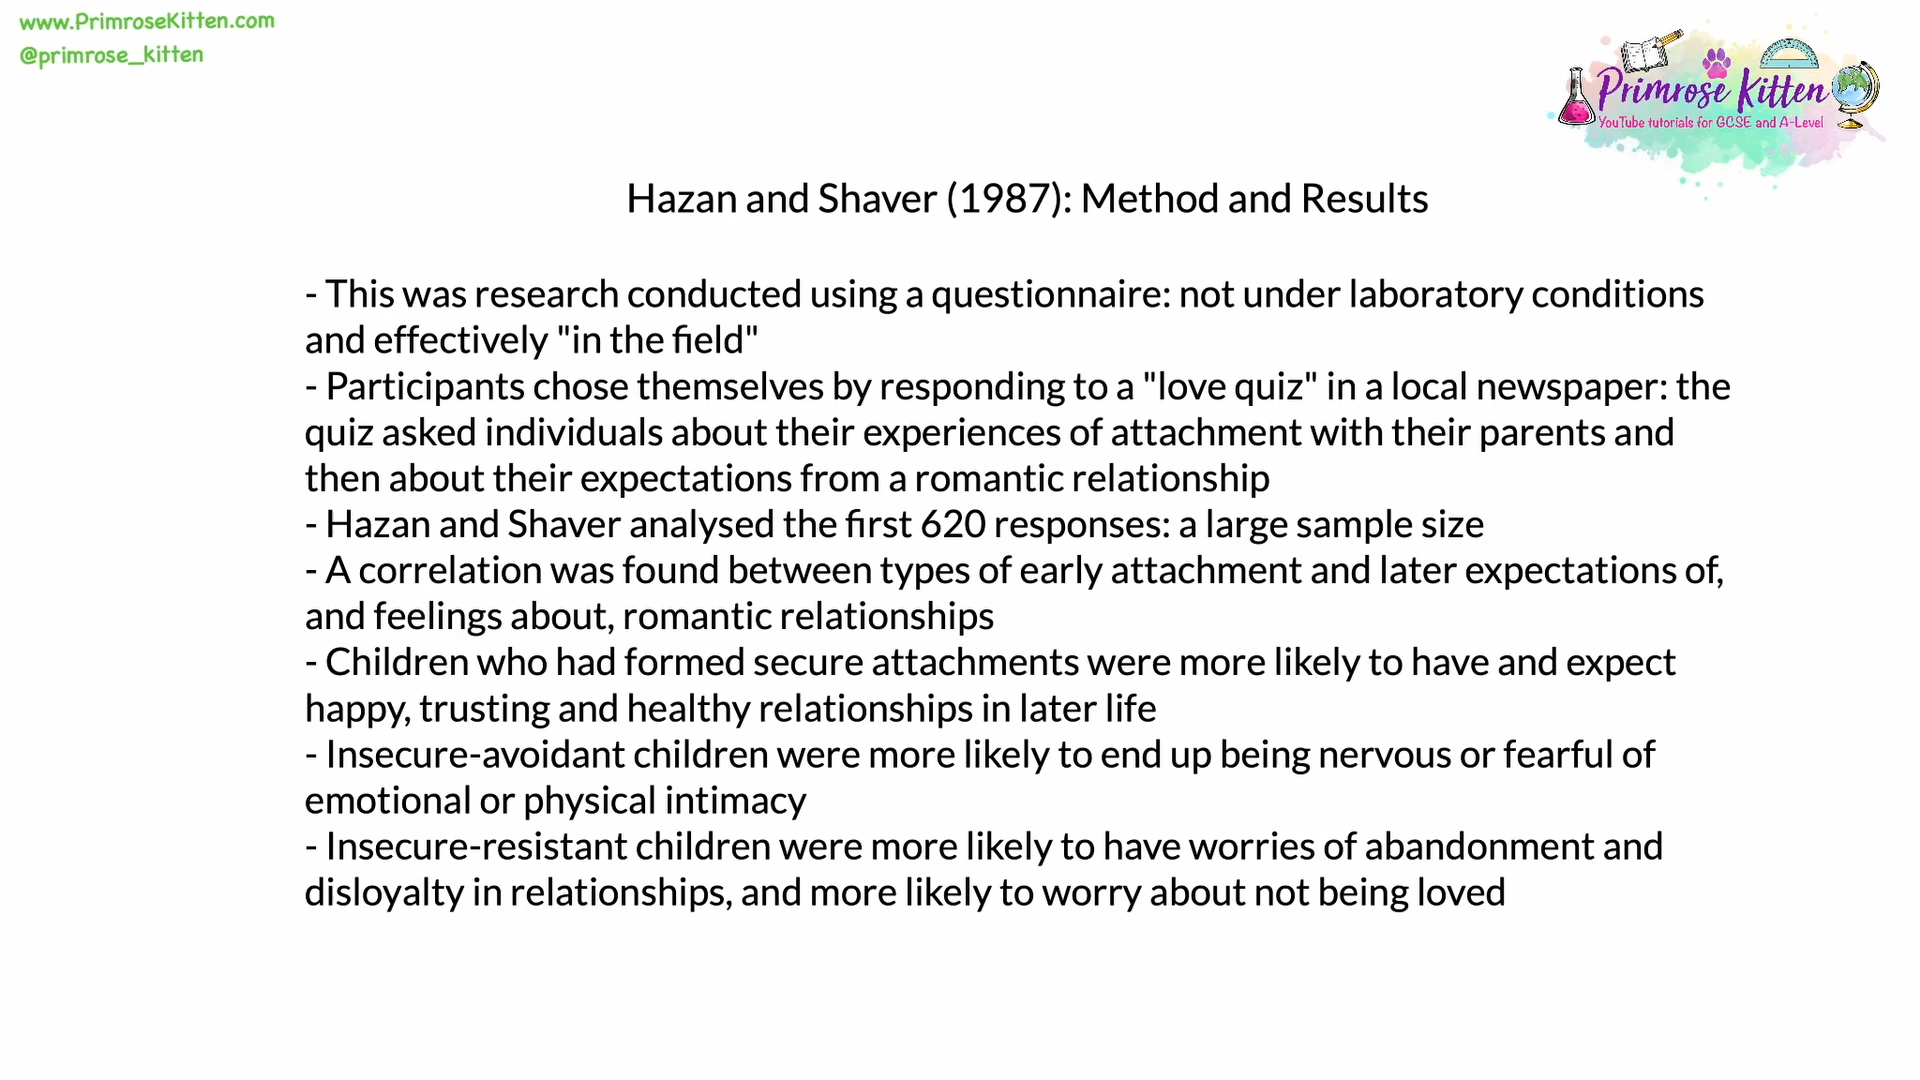 www.PrimroseKitten.com
@primrose_kitten
Primrose Kitten
YouTube tutorials for GCSE and A-Level
Hazan and Shaver (1987): Method and Results
- This was research conducted using a questionnaire: not under laboratory conditions
and effectively "in the field"
- Participants chose themselves by responding to a "love quiz" in a local newspaper: the
quiz asked individuals about their experiences of attachment with their parents and
then about their expectations from a romantic relationship
- Hazan and Shaver analysed the first 620 responses: a large sample size
- A correlation was found between types of early attachment and later expectations of,
and feelings about, romantic relationships
- Children who had formed secure attachments were more likely to have and expect
happy, trusting and healthy relationships in later life
- Insecure-avoidant children were more likely to end up being nervous or fearful of
emotional or physical intimacy
- Insecure-resistant children were more likely to have worries of abandonment and
disloyalty in relationships, and more likely to worry about not being loved